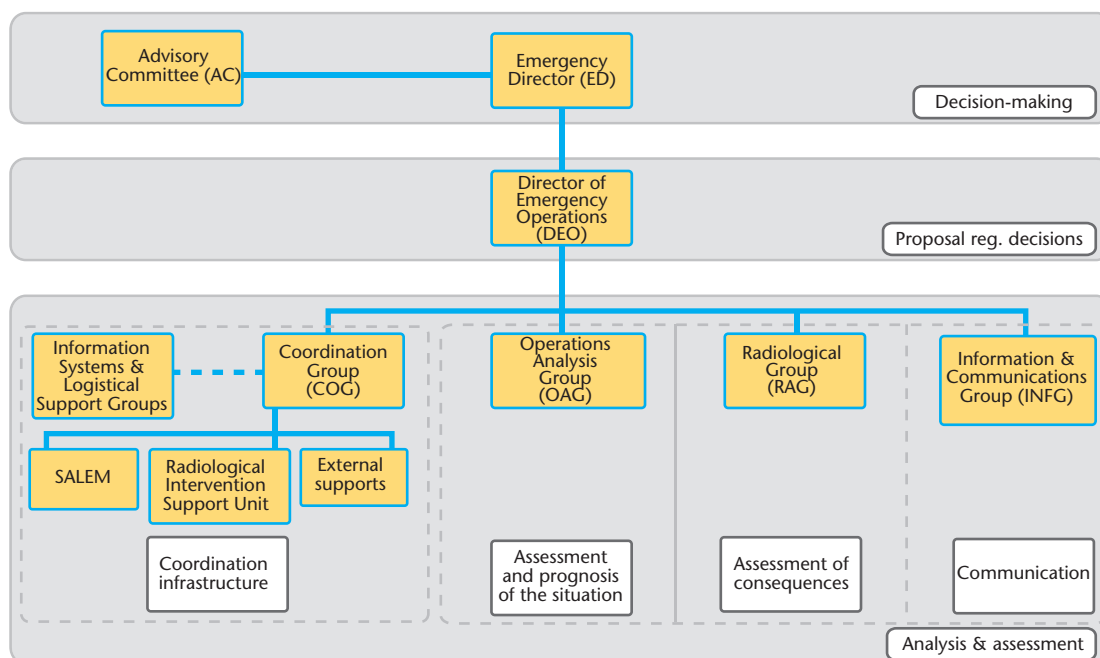 Advisory
Committee (AC)
Emergency
Director (ED)
Decision-making
Director of
Emergency
Operations
(DEO)
Proposal reg. decisions
Information
Systems &
Logistical
Support Groups
Coordination
Group
(COG)
Operations
Analysis
Group
(OAG)
Radiological
Group
(RAG)
Information &
Communications
Group (INFG)
SALEM
Radiological
Intervention
Support Unit
External
supports
Coordination
infrastructure
Assessment
and prognosis
of the situation
Assessment of
consequences
Communication
Analysis & assessment